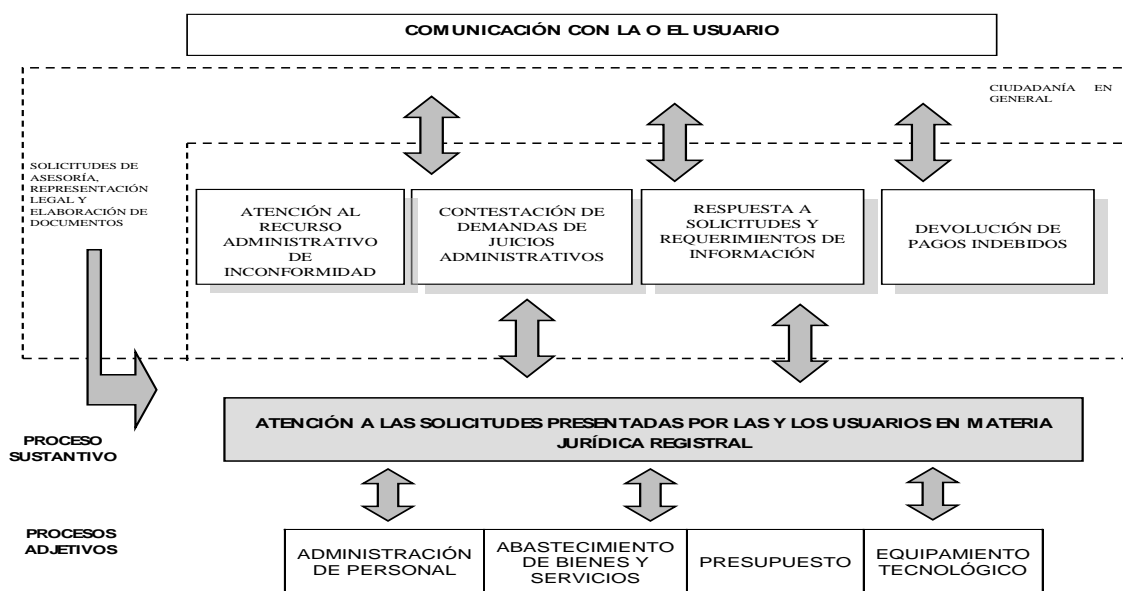 COMUNICACIÓN CON LA O EL USUARIO
CIUDADANÍA EN
GENERAL
SOLICITUDES DE
ASESORÍA,
REPRESENTACIÓN
LEGAL Y
ELABORACIÓN DE
DOCUMENTOS
ATENCIÓN AL
RECURSO
ADMINISTRATIVO
DE
INCONFORMIDAD
CONTESTACIÓN DE
DEMANDAS DE
JUICIOS
ADMINISTRATIVOS
RESPUESTA A
SOLICITUDES Y
REQUERIMIENTOS DE
INFORMACIÓN
DEVOLUCIÓN DE
PAGOS INDEBIDOS
ATENCIÓN A LAS SOLICITUDES PRESENTADAS POR LAS Y LOS USUARIOS EN MATERIA
JURÍDICA REGISTRAL
PROCESO
SUSTANTIVO
PROCESOS
ADJETIVOS
ADMINISTRACIÓN
DE PERSONAL
ABASTECIMIENTO
DE BIENES Y
SERVICIOS
PRESUPUESTO
EQUIPAMIENTO
TECNOLÓGICO